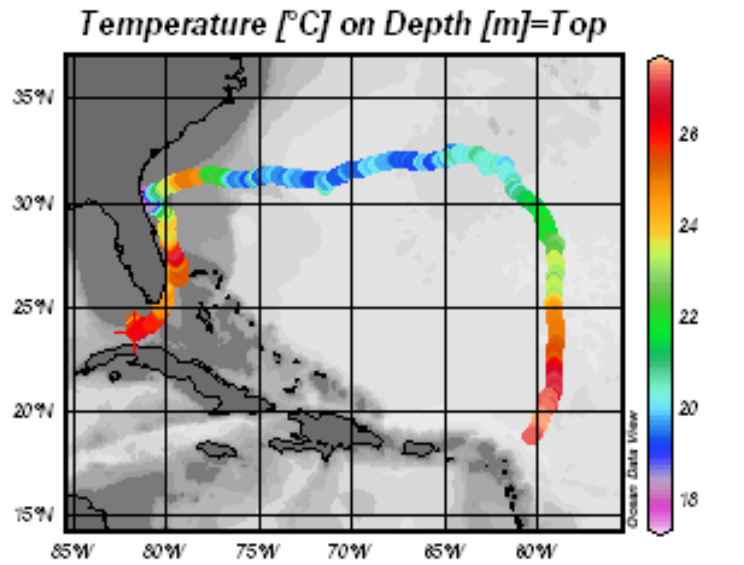 Temperature [°C] on Depth [m]=Top
35°N
30°N
25°N
20°N
15°N
85°W
80°W
75°W
70°W
65°W
60°W
Ocean Data View
26
24
22
20
18